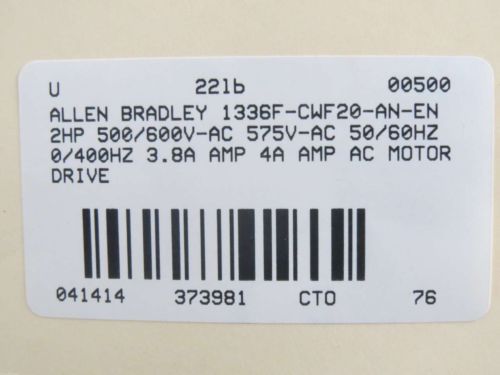 U 22lb 00500
ALLEN BRADLEY 1336F-CWF20-AN-EN
2HP 500/600V-AC 575V-AC 50/60HZ
0/400HZ 3.8A AMP 4A AMP AC MOTOR
DRIVE
041414 373981 CTO 76